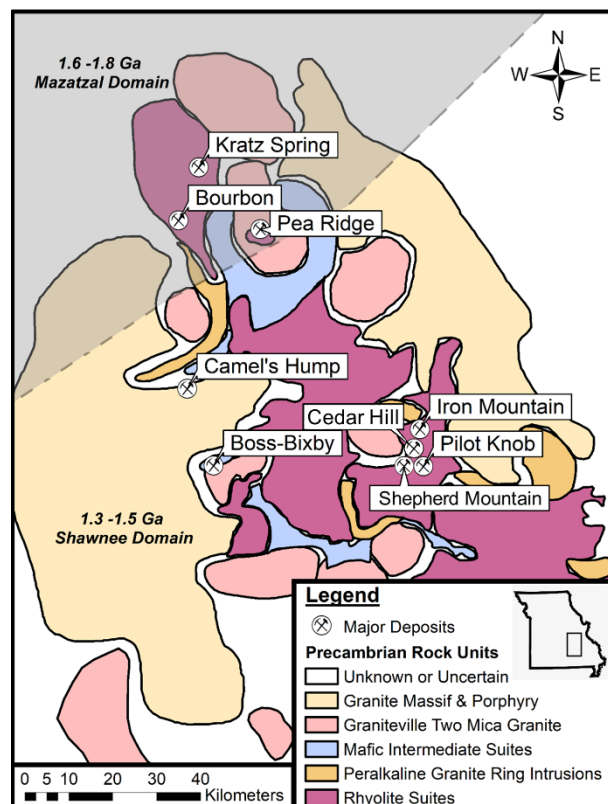 1.6 -1.8 Ga
Mazatzal Domain
N
W E
S
Kratz Spring
Bourbon
Pea Ridge
Camel's Hump
Iron Mountain
Cedar Hill
Boss-Bixby
Pilot Knob
Shepherd Mountain
1.3 -1.5 Ga
Shawnee Domain
Legend
Major Deposits
Precambrian Rock Units
Unknown or Uncertain
Granite Massif & Porphyry
Graniteville Two Mica Granite
Mafic Intermediate Suites
Peralkaline Granite Ring Intrusions
Rhyolite Suites
0 5 10 20 30 40
Kilometers